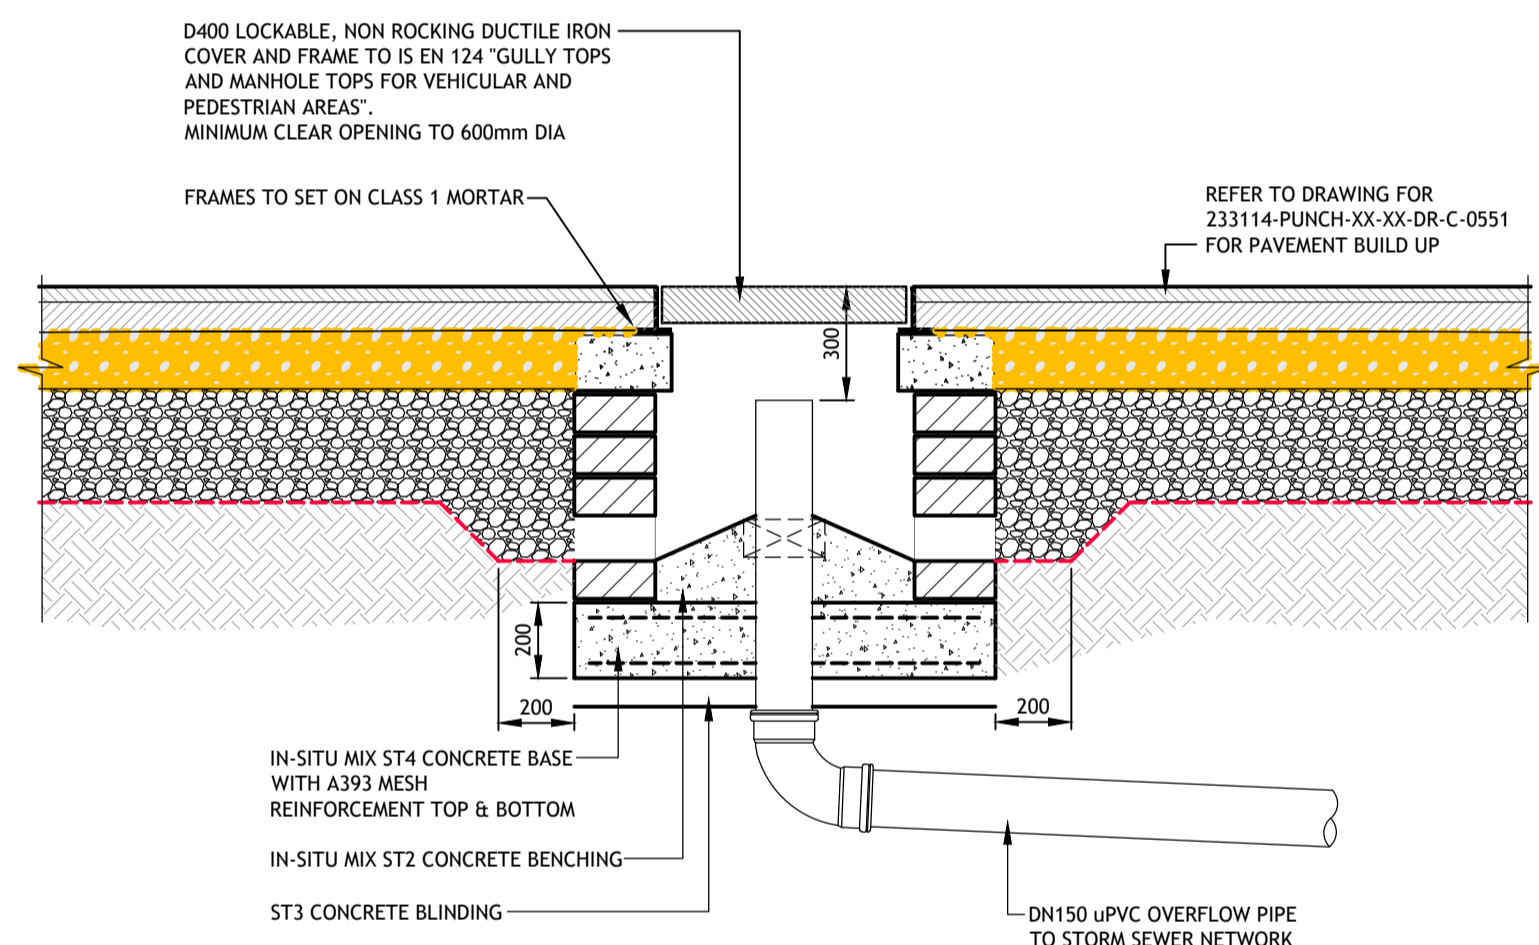 D400 LOCKABLE, NON ROCKING DUCTILE IRON
COVER AND FRAME TO IS EN 124 "GULLY TOPS
AND MANHOLE TOPS FOR VEHICULAR AND
PEDESTRIAN AREAS".
MINIMUM CLEAR OPENING TO 600mm DIA
FRAMES TO SET ON CLASS 1 MORTAR
REFER TO DRAWING FOR
233114-PUNCH-XX-XX-DR-C-0551
FOR PAVEMENT BUILD UP
300
200
200
200
IN-SITU MIX ST4 CONCRETE BASE
WITH A393 MESH
REINFORCEMENT TOP & BOTTOM
IN-SITU MIX ST2 CONCRETE BENCHING
ST3 CONCRETE BLINDING
DN150 uPVC OVERFLOW PIPE
TO STORM SEWER NETWORK